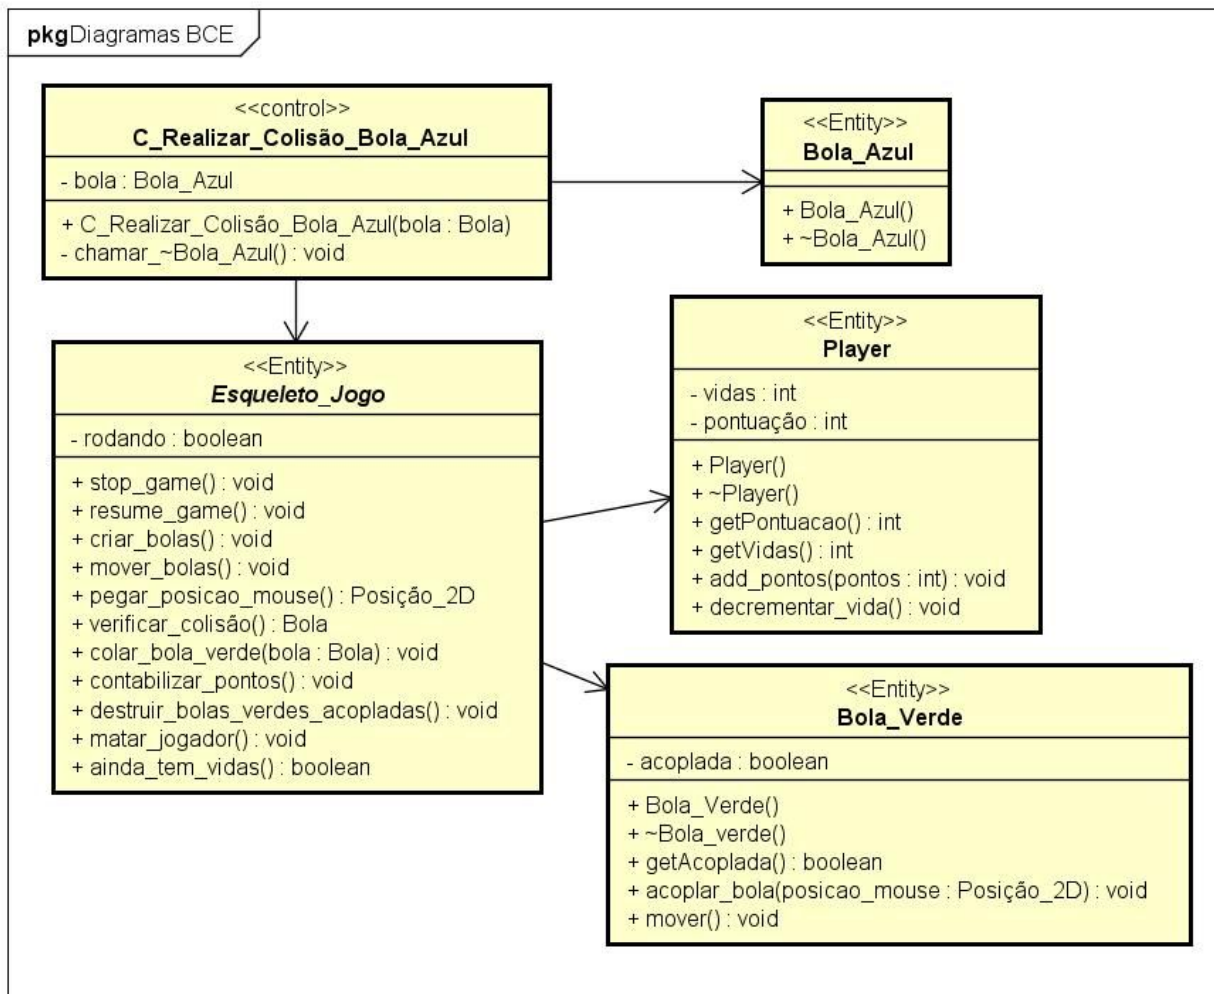 pkgDiagramas BCE
<<control>>
C_Realizar_Colisão_Bola_Azul
- bola : Bola_Azul
+ C_Realizar_Colisão_Bola_Azul(bola : Bola)
- chamar_~Bola_Azul() : void
<<Entity>>
Bola_Azul
+ Bola_Azul()
+ ~Bola_Azul()
<<Entity>>
Esqueleto_Jogo
- rodando : boolean
+ stop_game() : void
+ resume_game() : void
+ criar_bolas() : void
+ mover_bolas() : void
+ pegar_posicao_mouse() : Posição_2D
+ verificar_colisão() : Bola
+ colar_bola_verde(bola : Bola) : void
+ contabilizar_pontos() : void
+ destruir_bolas_verdes_acopladas() : void
+ matar_jogador() : void
+ ainda_tem_vidas() : boolean
<<Entity>>
Player
- vidas : int
- pontuação : int
+ Player()
+ ~Player()
+ getPontuacao() : int
+ getVidas() : int
+ add_pontos(pontos : int) : void
+ decrementar_vida() : void
<<Entity>>
Bola_Verde
- acoplada : boolean
+ Bola_Verde()
+ ~Bola_verde()
+ getAcoplada() : boolean
+ acoplar_bola(posicao_mouse : Posição_2D) : void
+ mover() : void